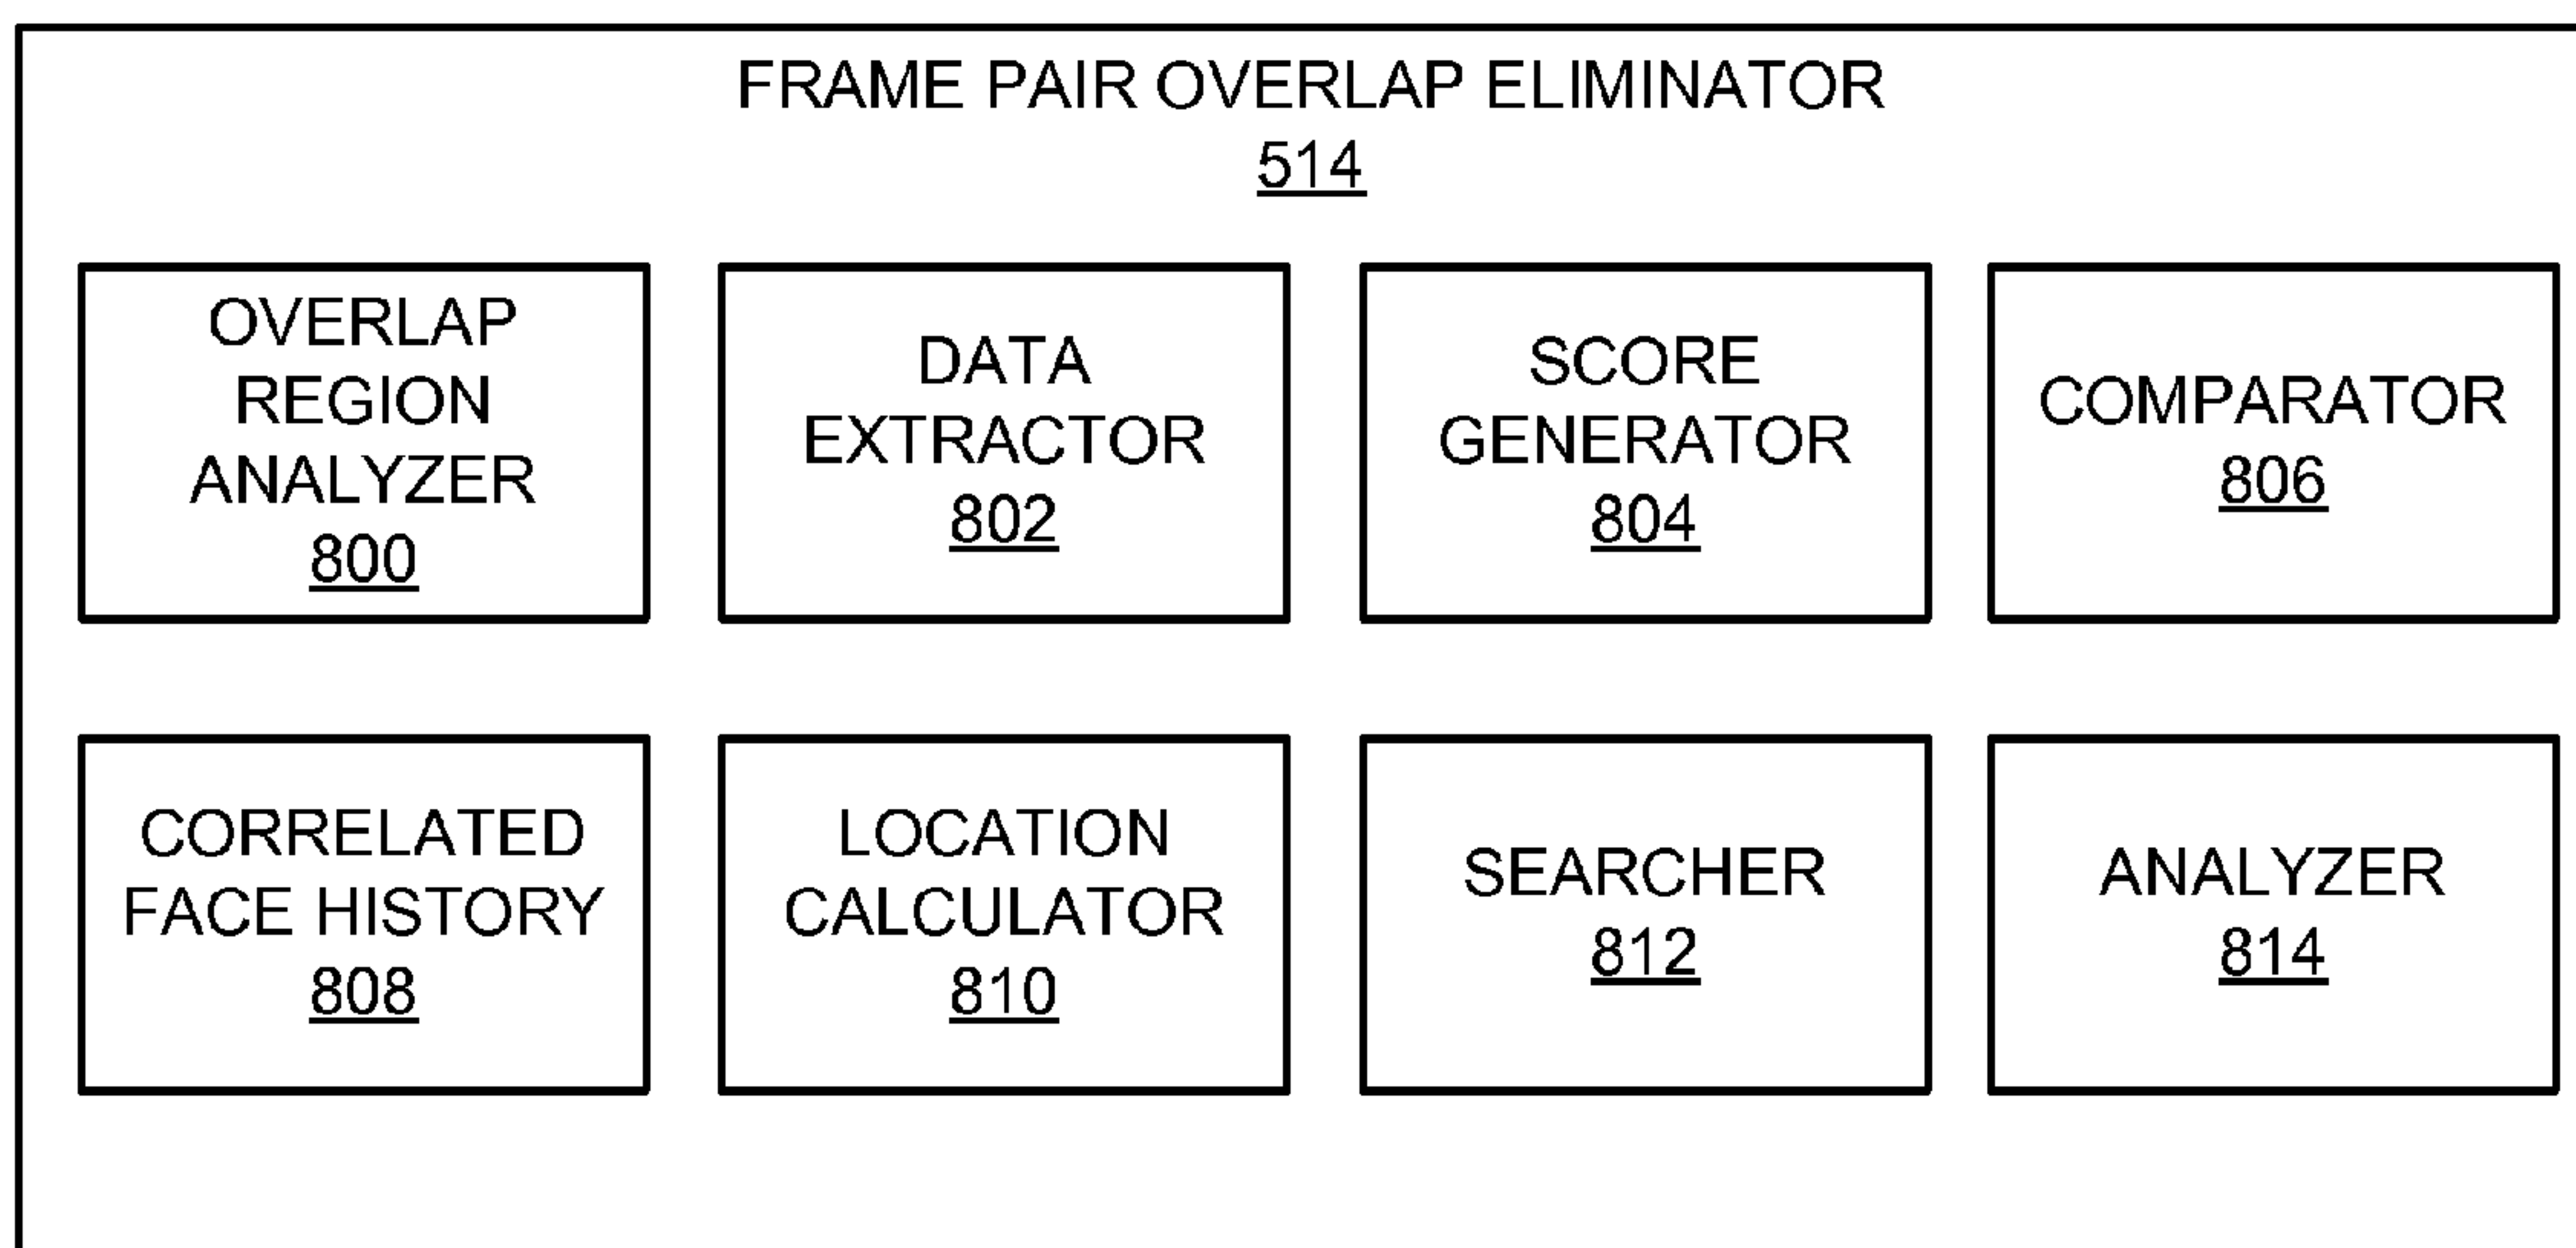 FRAME PAIR OVERLAP ELIMINATOR
514
OVERLAP
REGION
ANALYZER
800
DATA
EXTRACTOR
802
SCORE
GENERATOR
804
COMPARATOR
806
CORRELATED
FACE HISTORY
808
LOCATION
CALCULATOR
810
SEARCHER
812
ANALYZER
814